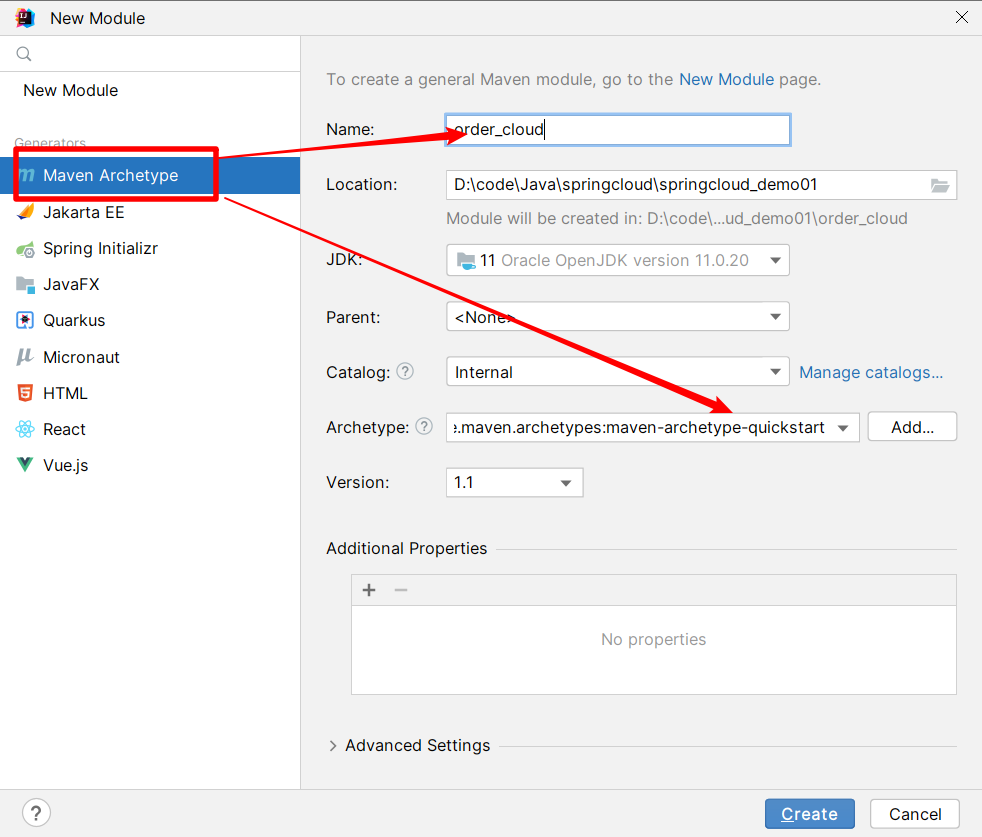 New Module
New Module
Generators
Maven Archetype
Jakarta EE
Spring Initializr
JavaFX
Quarkus
Micronaut
HTML
React
Vue.js
To create a general Maven module, go to the New Module page.
Name: order_cloud
Location: D:\code\Java\springcloud\springcloud_demo01
Module will be created in: D:\code\...ud_demo01\order_cloud
JDK: 11 Oracle OpenJDK version 11.0.20
Parent: <None>
Catalog: ? Internal Manage catalogs...
Archetype: ? e.maven.archetypes:maven-archetype-quickstart Add...
Version: 1.1
Additional Properties
No properties
Advanced Settings
? Create Cancel